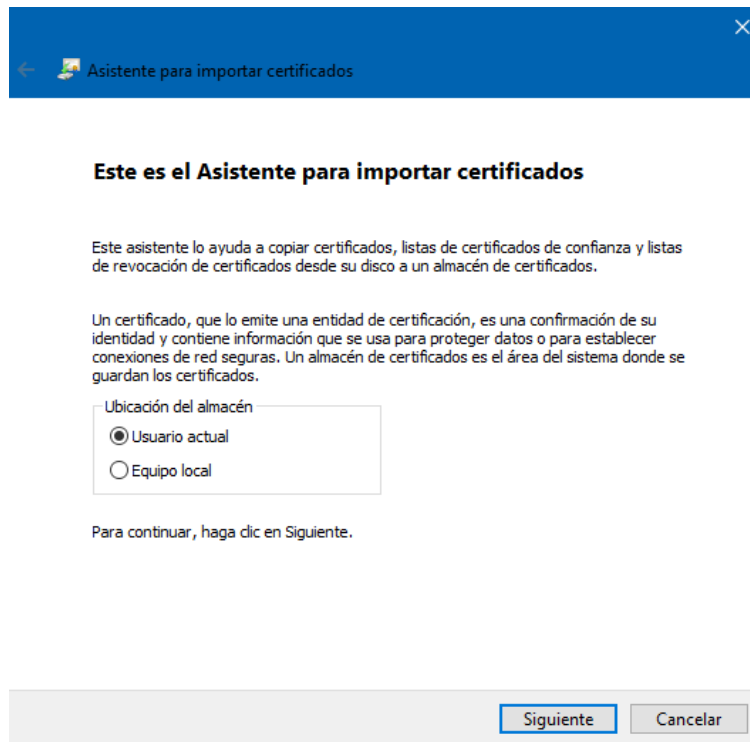 Asistente para importar certificados
Este es el Asistente para importar certificados
Este asistente lo ayuda a copiar certificados, listas de certificados de confianza y listas
de revocación de certificados desde su disco a un almacén de certificados.
Un certificado, que lo emite una entidad de certificación, es una confirmación de su
identidad y contiene información que se usa para proteger datos o para establecer
conexiones de red seguras. Un almacén de certificados es el área del sistema donde se
guardan los certificados.
Ubicación del almacén
Usuario actual
Equipo local
Para continuar, haga clic en Siguiente.
Siguiente
Cancelar